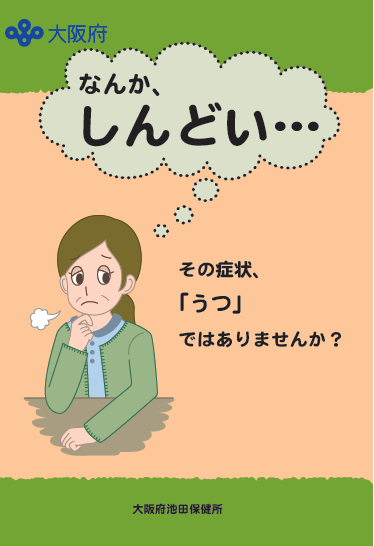 大阪府
なんか、
しんどい…
その症状、
「うつ」
ではありませんか？
大阪府池田保健所